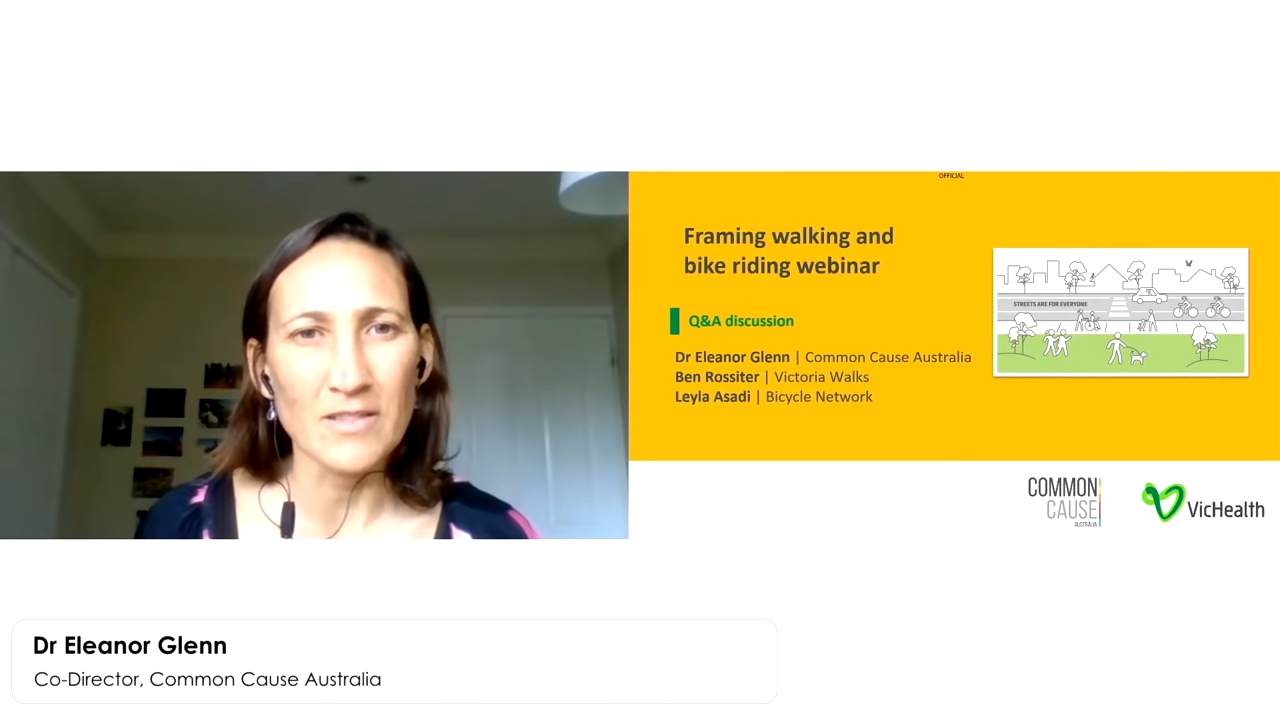 OFFICIAL
Framing walking and
bike riding webinar
Q&A discussion
Dr Eleanor Glenn | Common Cause Australia
Ben Rossiter | Victoria Walks
Leyla Asadi | Bicycle Network
STREETS ARE FOR EVERYONE
COMMON
CAUSE
AUSTRALIA
VicHealth
Dr Eleanor Glenn
Co-Director, Common Cause Australia